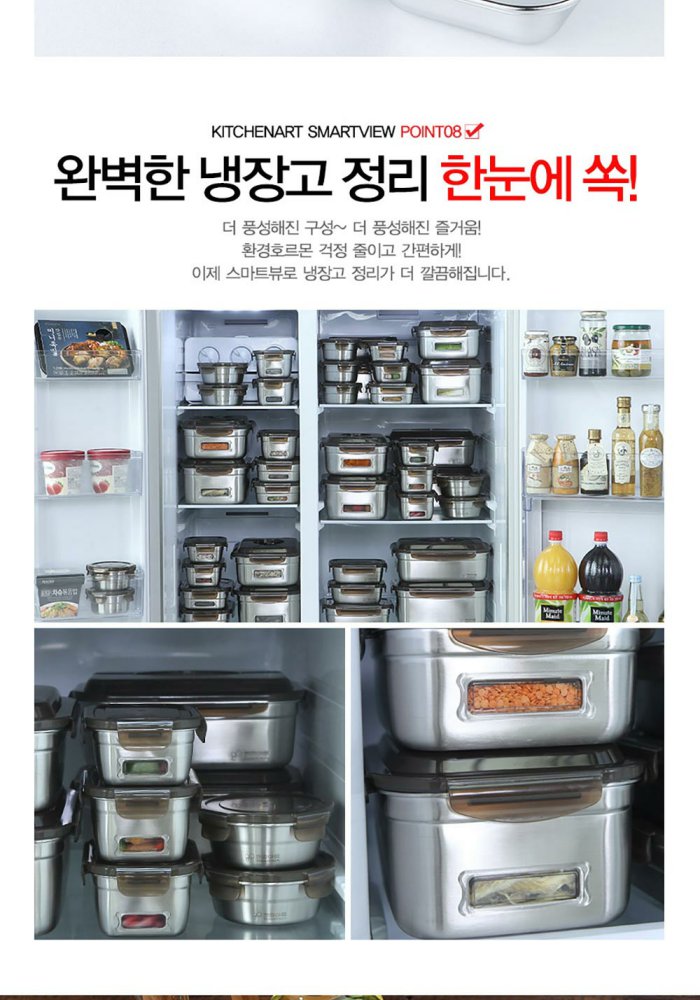 KITCHENART SMARTVIEW POINT08
완벽한 냉장고 정리 한눈에 쏙!
더 풍성해진 구성~ 더 풍성해진 즐거움!
환경호르몬 걱정 줄이고 간편하게!
이제 스마트뷰로 냉장고 정리가 더 깔끔해집니다.
Minute Maid
Minute Maid